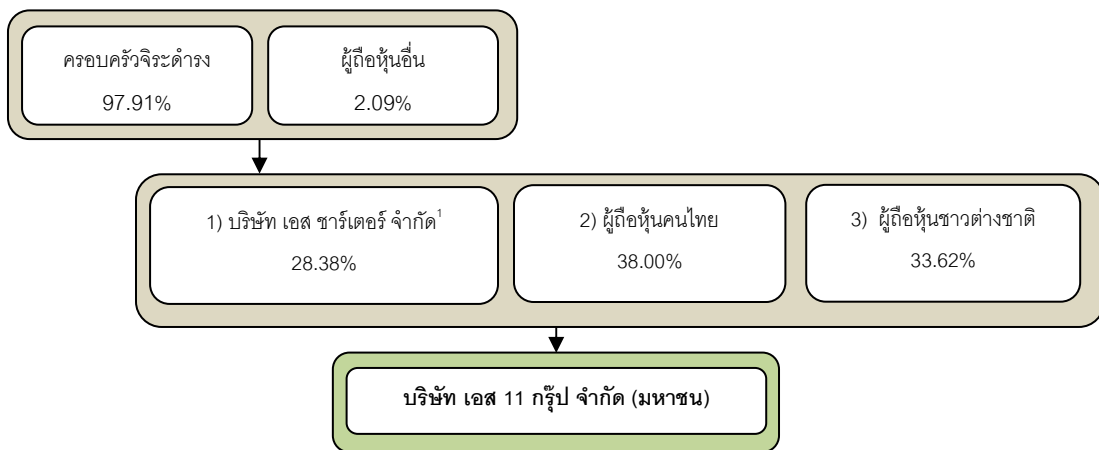 ครอบครัวจิระดำรง
97.91%
ผู้ถือหุ้นอื่น
2.09%
1) บริษัท เอส ชาร์เตอร์ จำกัด¹
28.38%
2) ผู้ถือหุ้นคนไทย
38.00%
3) ผู้ถือหุ้นชาวต่างชาติ
33.62%
บริษัท เอส 11 กรุ๊ป จำกัด (มหาชน)